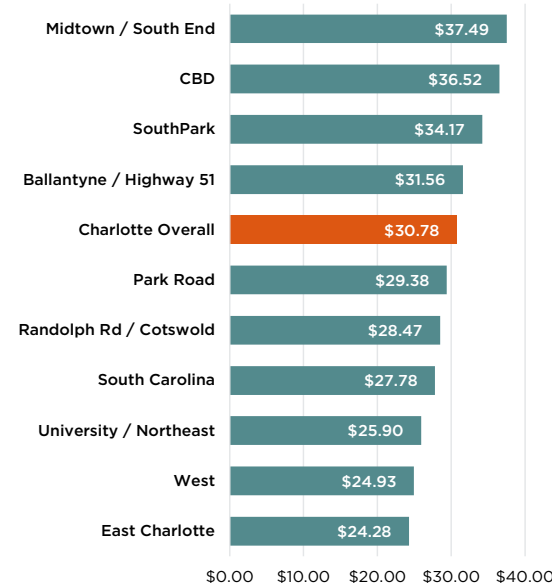 Midtown / South End $37.49
CBD $36.52
SouthPark $34.17
Ballantyne / Highway 51 $31.56
Charlotte Overall $30.78
Park Road $29.38
Randolph Rd / Cotswold $28.47
South Carolina $27.78
University / Northeast $25.90
West $24.93
East Charlotte $24.28
$0.00 $10.00 $20.00 $30.00 $40.00